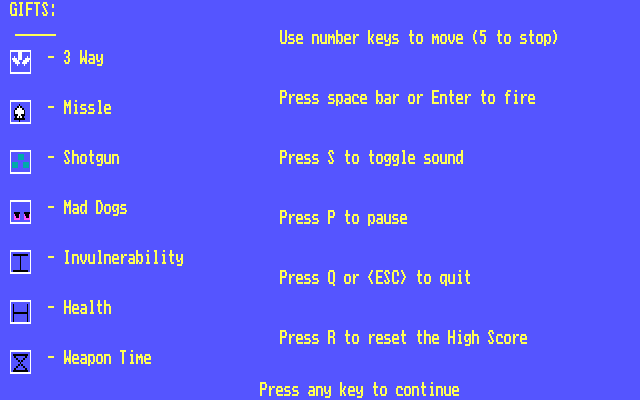 GIFTS:
- 3 Way
- Missle
- Shotgun
- Mad Dogs
- Invulnerability
- Health
- Weapon Time
Use number keys to move (5 to stop)
Press space bar or Enter to fire
Press S to toggle sound
Press P to pause
Press Q or <ESC> to quit
Press R to reset the High Score
Press any key to continue